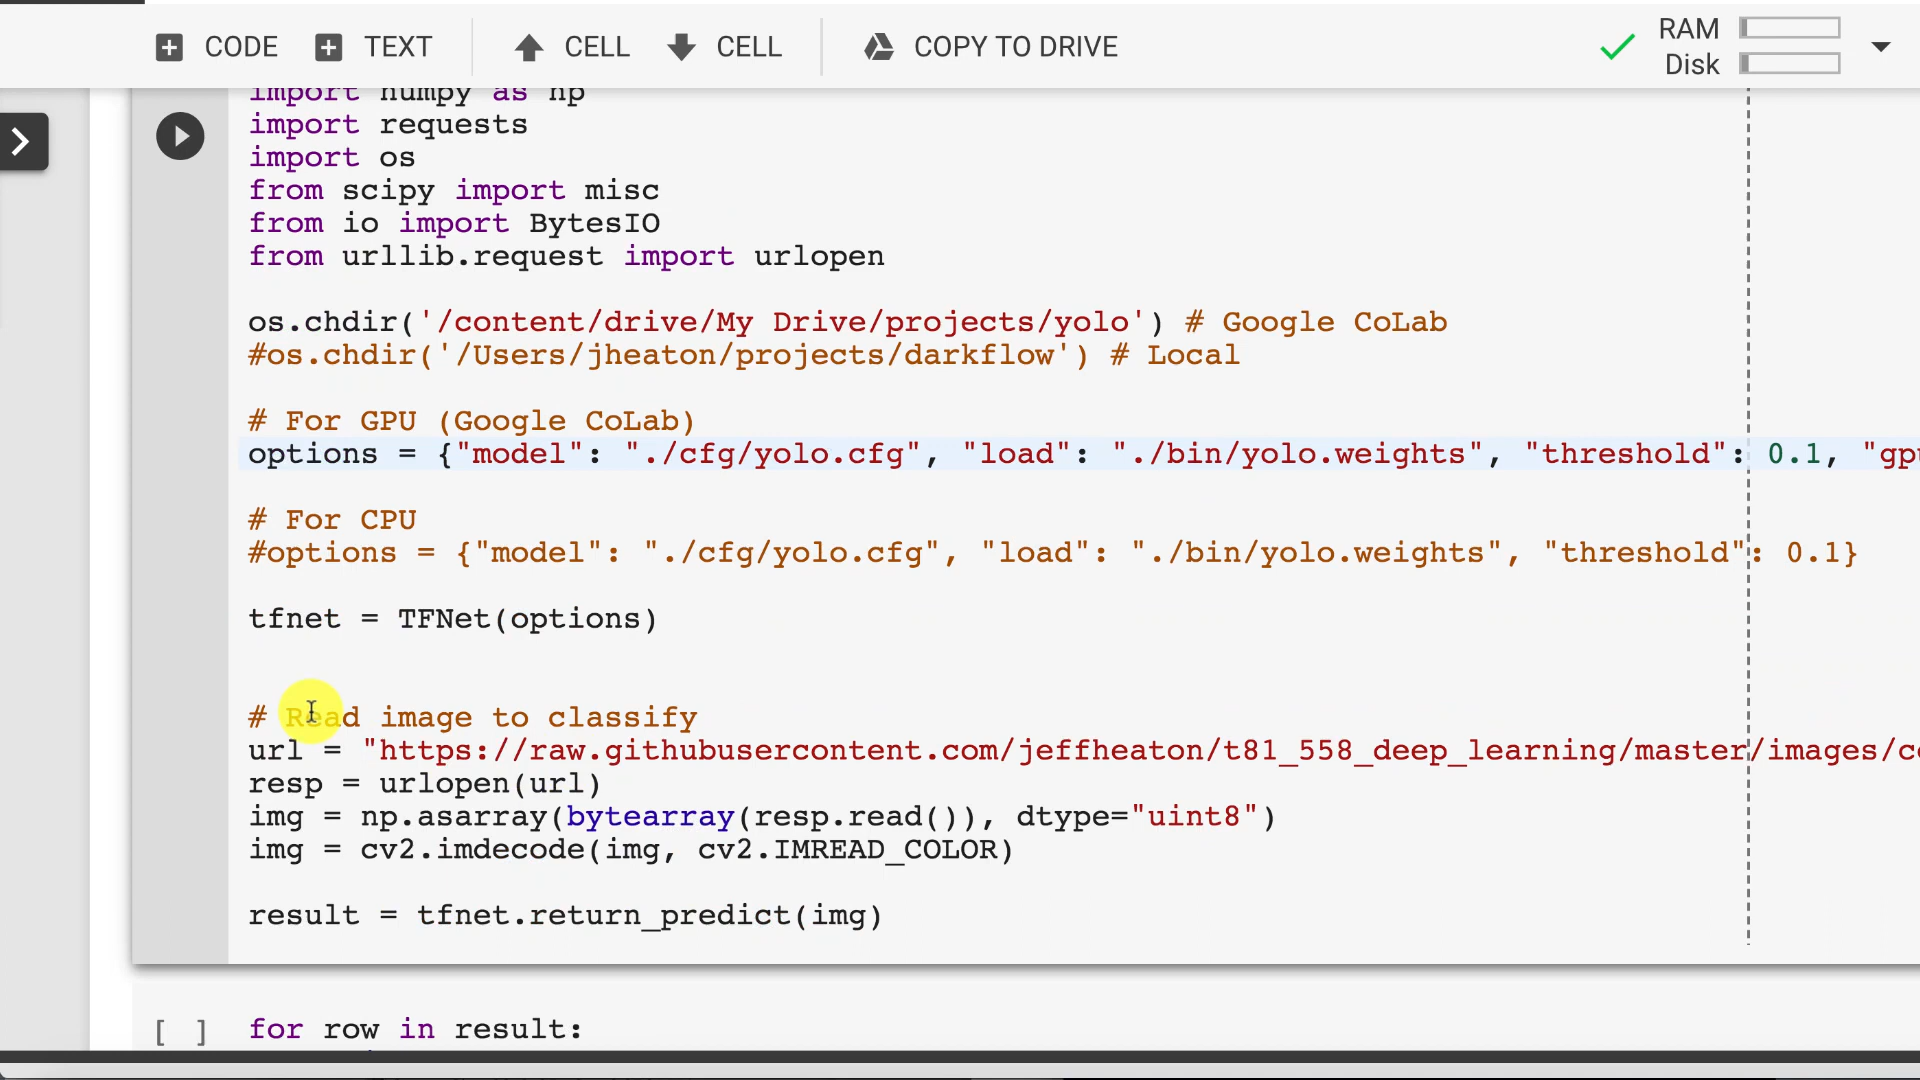 CODE TEXT CELL CELL COPY TO DRIVE RAM
Disk
import numpy as np
import requests
import os
from scipy import misc
from io import BytesIO
from urllib.request import urlopen
os.chdir('/content/drive/My Drive/projects/yolo') # Google CoLab
#os.chdir('/Users/jheaton/projects/darkflow') # Local
# For GPU (Google CoLab)
options = {"model": "./cfg/yolo.cfg", "load": "./bin/yolo.weights", "threshold": 0.1, "gp
# For CPU
#options = {"model": "./cfg/yolo.cfg", "load": "./bin/yolo.weights", "threshold": 0.1}
tfnet = TFNet(options)
# Read image to classify
url = "https://raw.githubusercontent.com/jeffheaton/t81_558_deep_learning/master/images/c
resp = urlopen(url)
img = np.asarray(bytearray(resp.read()), dtype="uint8")
img = cv2.imdecode(img, cv2.IMREAD_COLOR)
result = tfnet.return_predict(img)
[ ] for row in result: